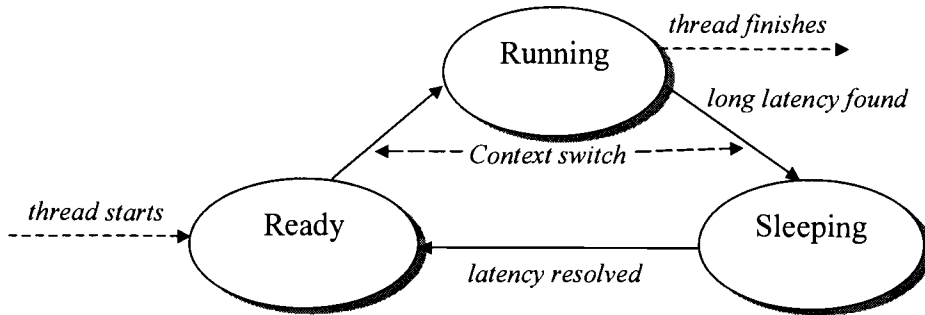 thread finishes
Running
long latency found
Context switch
thread starts
Ready
Sleeping
latency resolved